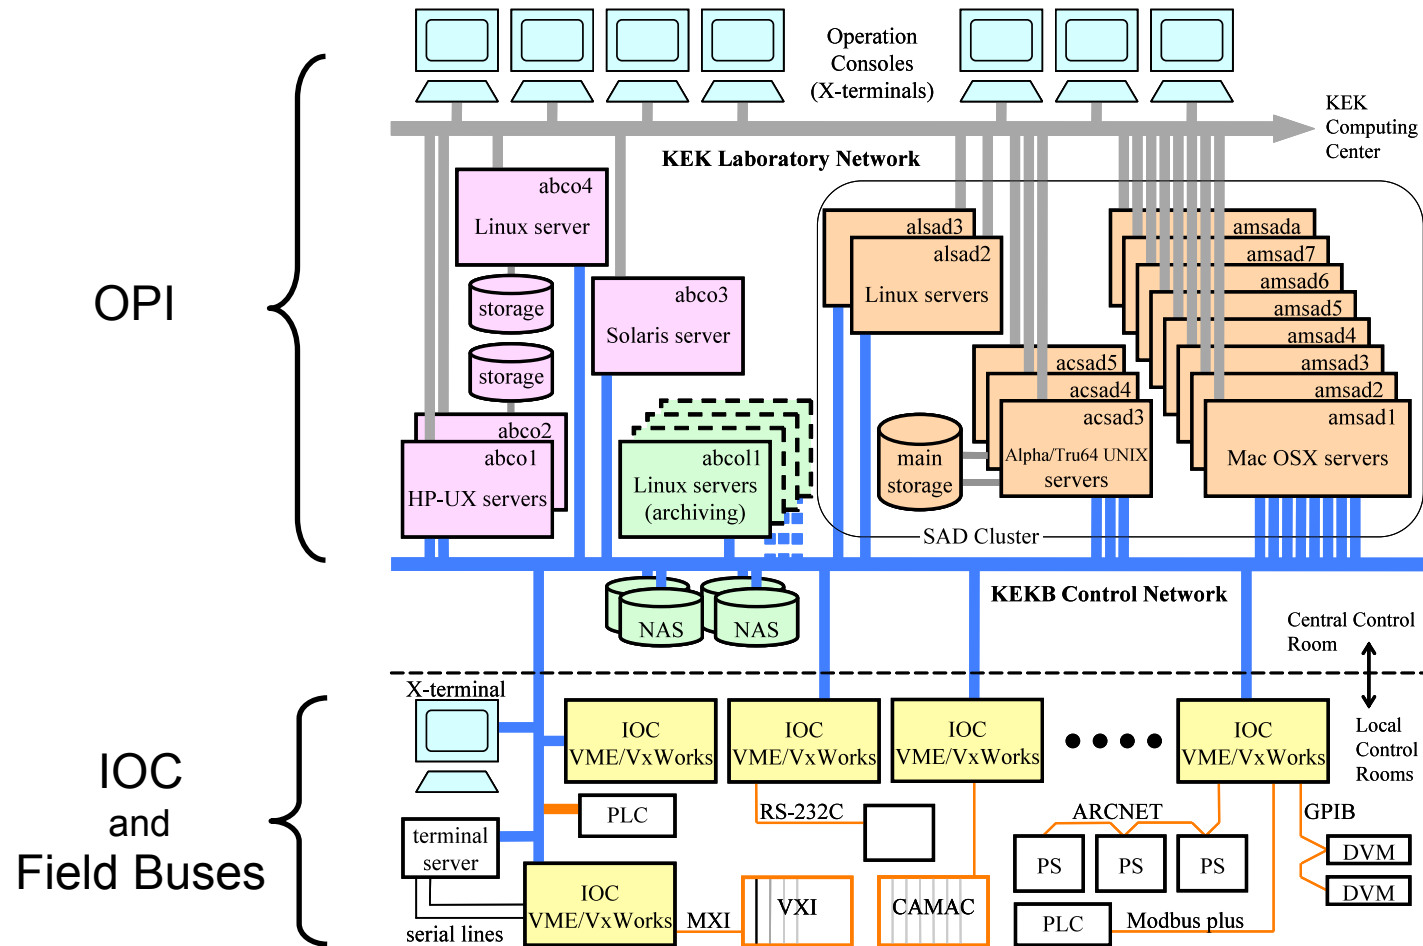 Operation
Consoles
(X-terminals)
KEK
Computing
Center
KEK Laboratory Network
OPI
abco4
Linux server
storage
storage
abco3
Solaris server
abco2
abco1
HP-UX servers
abcol1
Linux servers
(archiving)
alsad3
alsad2
Linux servers
acsad5
acsad4
acsad3
Alpha/Tru64 UNIX
servers
main
storage
amsada
amsad7
amsad6
amsad5
amsad4
amsad3
amsad2
amsad1
Mac OSX servers
SAD Cluster
KEKB Control Network
NAS
NAS
Central Control
Room
Local
Control
Rooms
IOC
and
Field Buses
X-terminal
IOC
VME/VxWorks
IOC
VME/VxWorks
IOC
VME/VxWorks
IOC
VME/VxWorks
PLC
RS-232C
ARCNET
GPIB
terminal
server
PS
PS
PS
DVM
DVM
IOC
VME/VxWorks
MXI
VXI
CAMAC
PLC
Modbus plus
serial lines